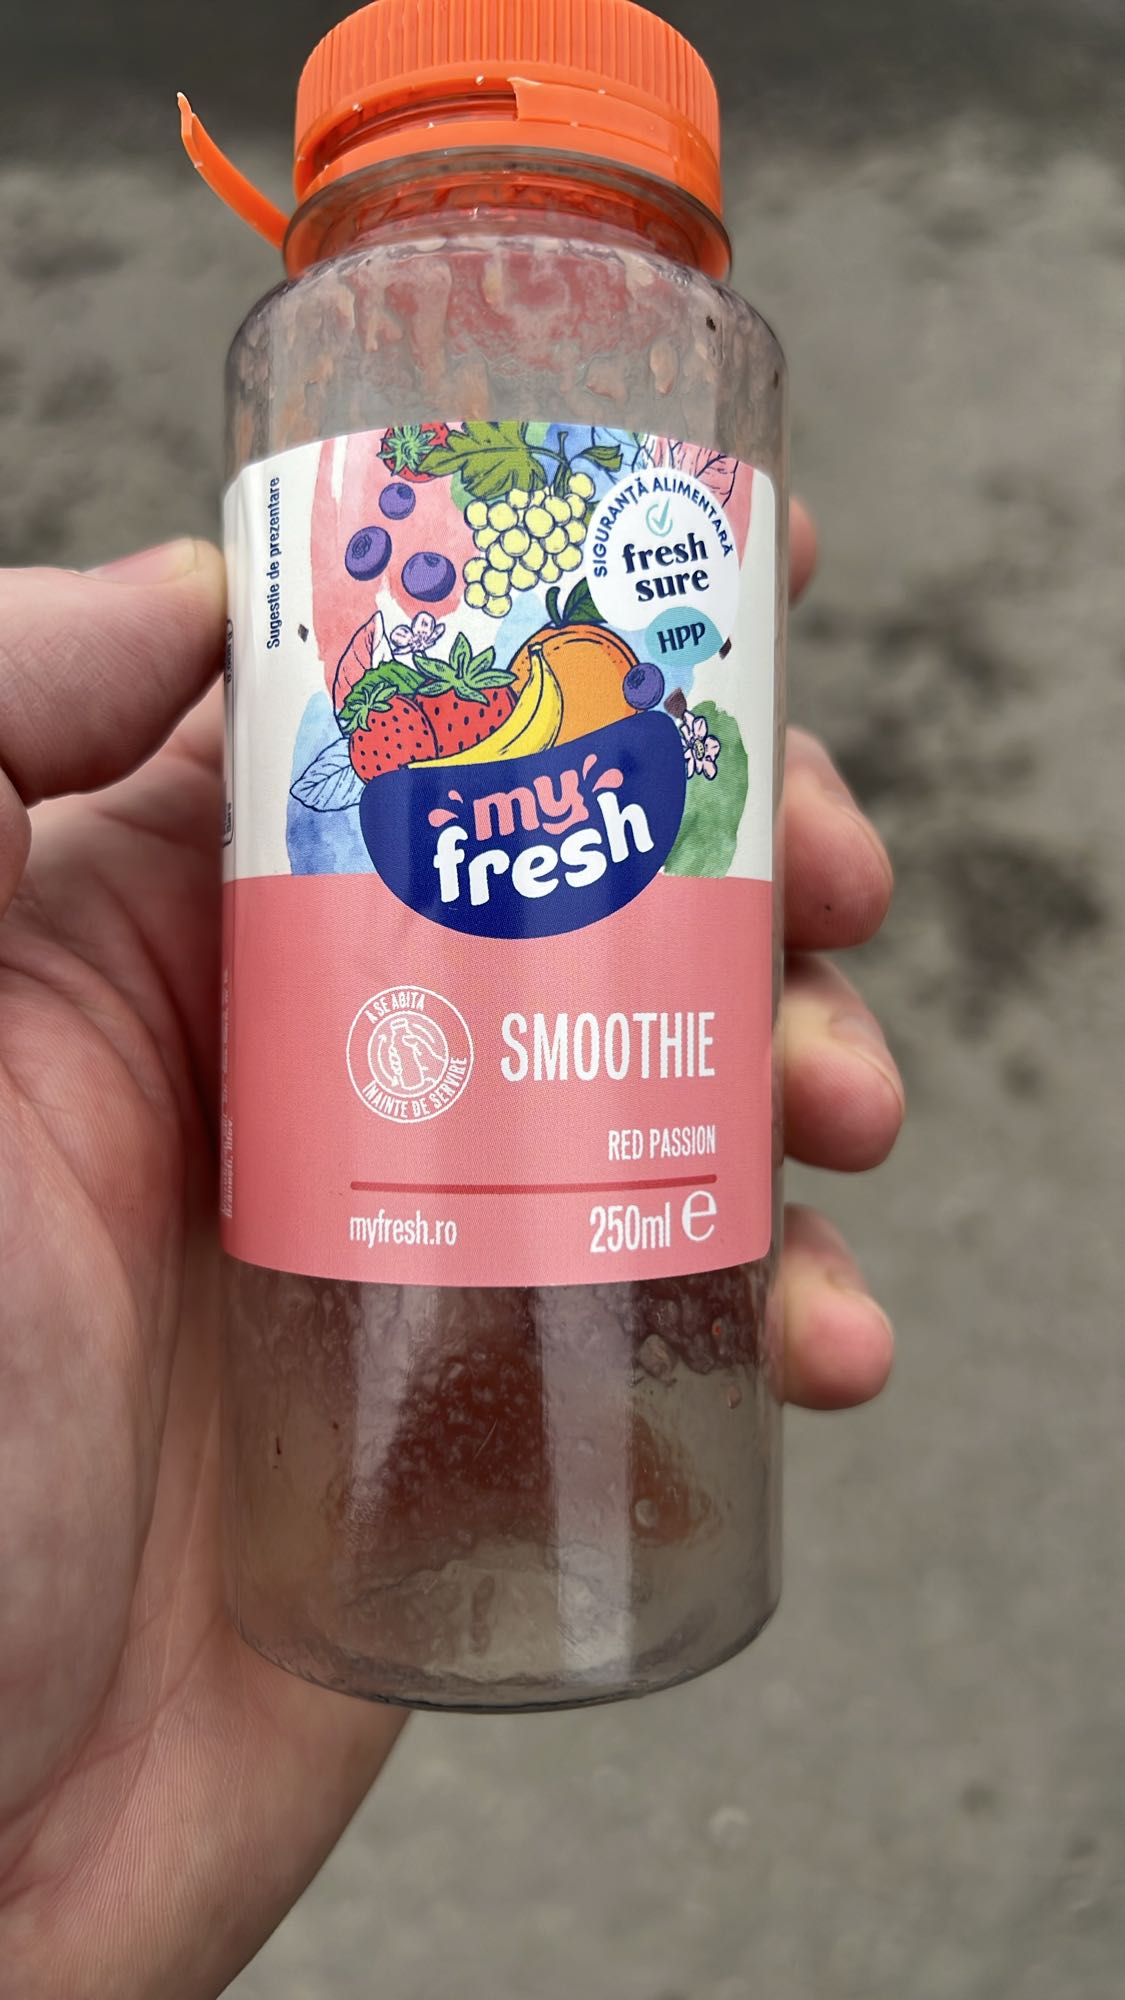 Sugestie de prezentare
SIGURANȚĂ ALIMENTARĂ
fresh
sure
HPP
my
fresh
A SE AGITA
ÎNAINTE DE SERVIRE
SMOOTHIE
RED PASSION
myfresh.ro
250ml ℮